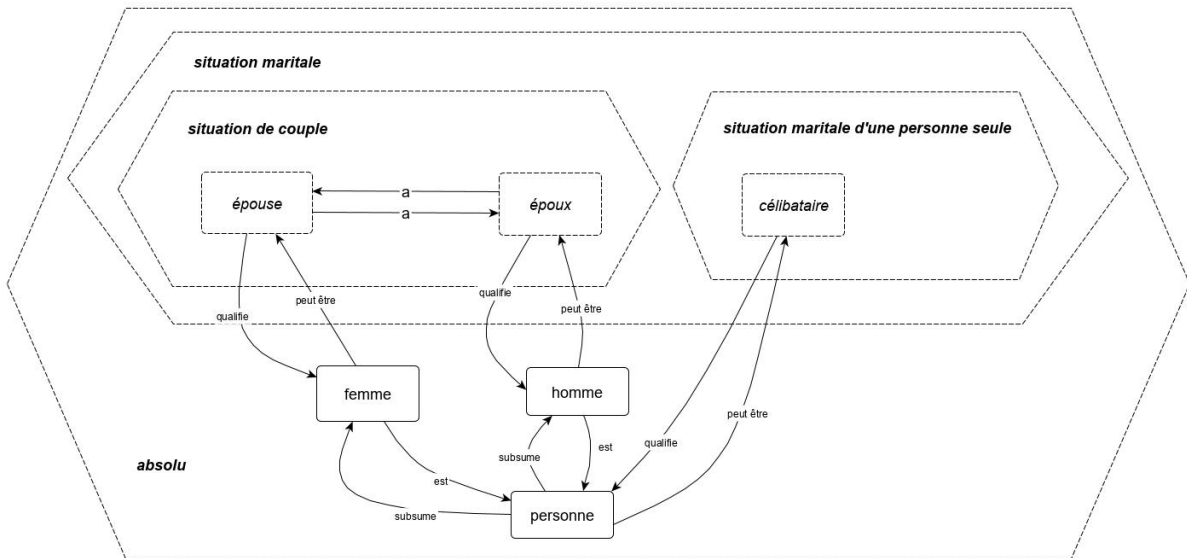 situation maritale
situation de couple
situation maritale d'une personne seule
épouse
a
a
époux
célibataire
qualifie
peut être
qualifie
peut être
femme
homme
peut être
qualifie
subsume
est
absolu
est
subsume
personne